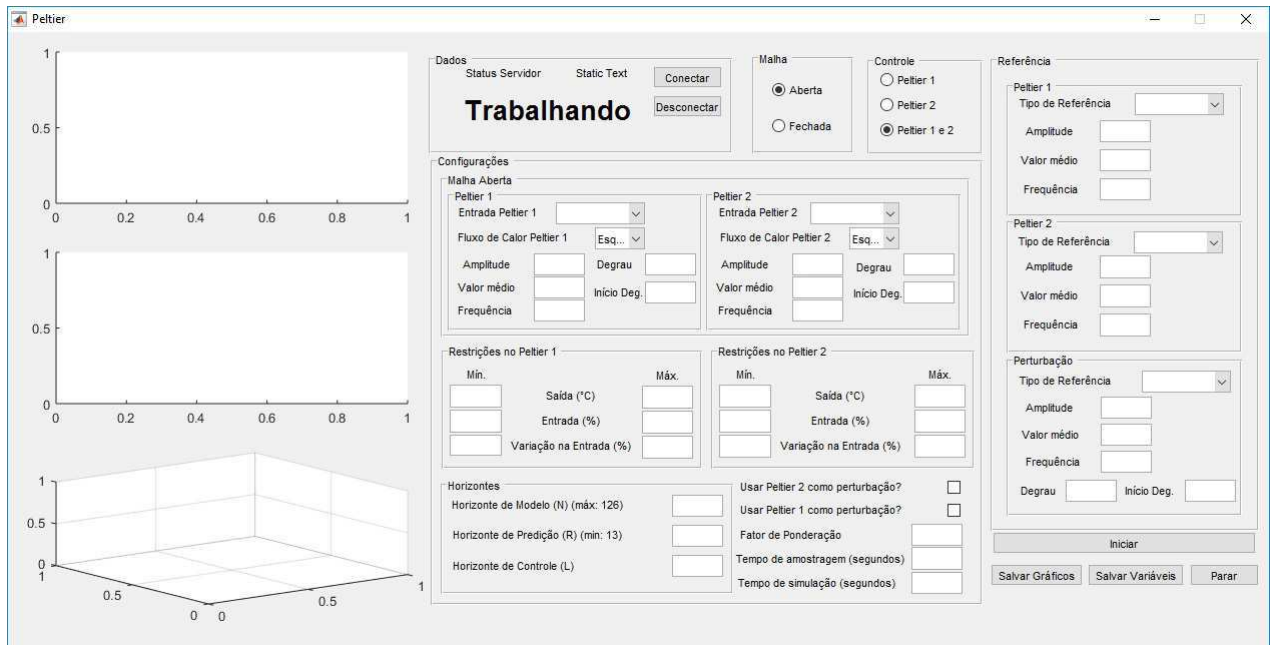 Peltier
1
0.5
0
0 0.2 0.4 0.6 0.8 1
1
0.5
0
0 0.2 0.4 0.6 0.8 1
1
0.5
0
1
0.5
0
0
0.5
1
Dados
Status Servidor Static Text Conectar
Trabalhando Desconectar
Malha
Aberta
Fechada
Controle
Peltier 1
Peltier 2
Peltier 1 e 2
Configurações
Malha Aberta
Peltier 1
Entrada Peltier 1
Fluxo de Calor Peltier 1 Esq...
Amplitude Degrau
Valor médio Início Deg.
Frequência
Peltier 2
Entrada Peltier 2
Fluxo de Calor Peltier 2 Esq...
Amplitude Degrau
Valor médio Início Deg.
Frequência
Restrições no Peltier 1
Mín. Máx.
Saída (°C)
Entrada (%)
Variação na Entrada (%)
Restrições no Peltier 2
Mín. Máx.
Saída (°C)
Entrada (%)
Variação na Entrada (%)
Horizontes
Horizonte de Modelo (N) (máx: 126)
Horizonte de Predição (R) (min: 13)
Horizonte de Controle (L)
Usar Peltier 2 como perturbação?
Usar Peltier 1 como perturbação?
Fator de Ponderação
Tempo de amostragem (segundos)
Tempo de simulação (segundos)
Referência
Peltier 1
Tipo de Referência
Amplitude
Valor médio
Frequência
Peltier 2
Tipo de Referência
Amplitude
Valor médio
Frequência
Perturbação
Tipo de Referência
Amplitude
Valor médio
Frequência
Degrau Início Deg.
Iniciar
Salvar Gráficos Salvar Variáveis Parar